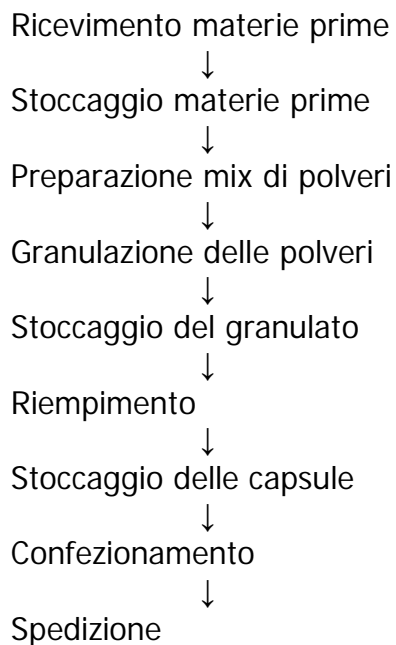 Ricevimento materie prime
↓
Stoccaggio materie prime
↓
Preparazione mix di polveri
↓
Granulazione delle polveri
↓
Stoccaggio del granulato
↓
Riempimento
↓
Stoccaggio delle capsule
↓
Confezionamento
↓
Spedizione